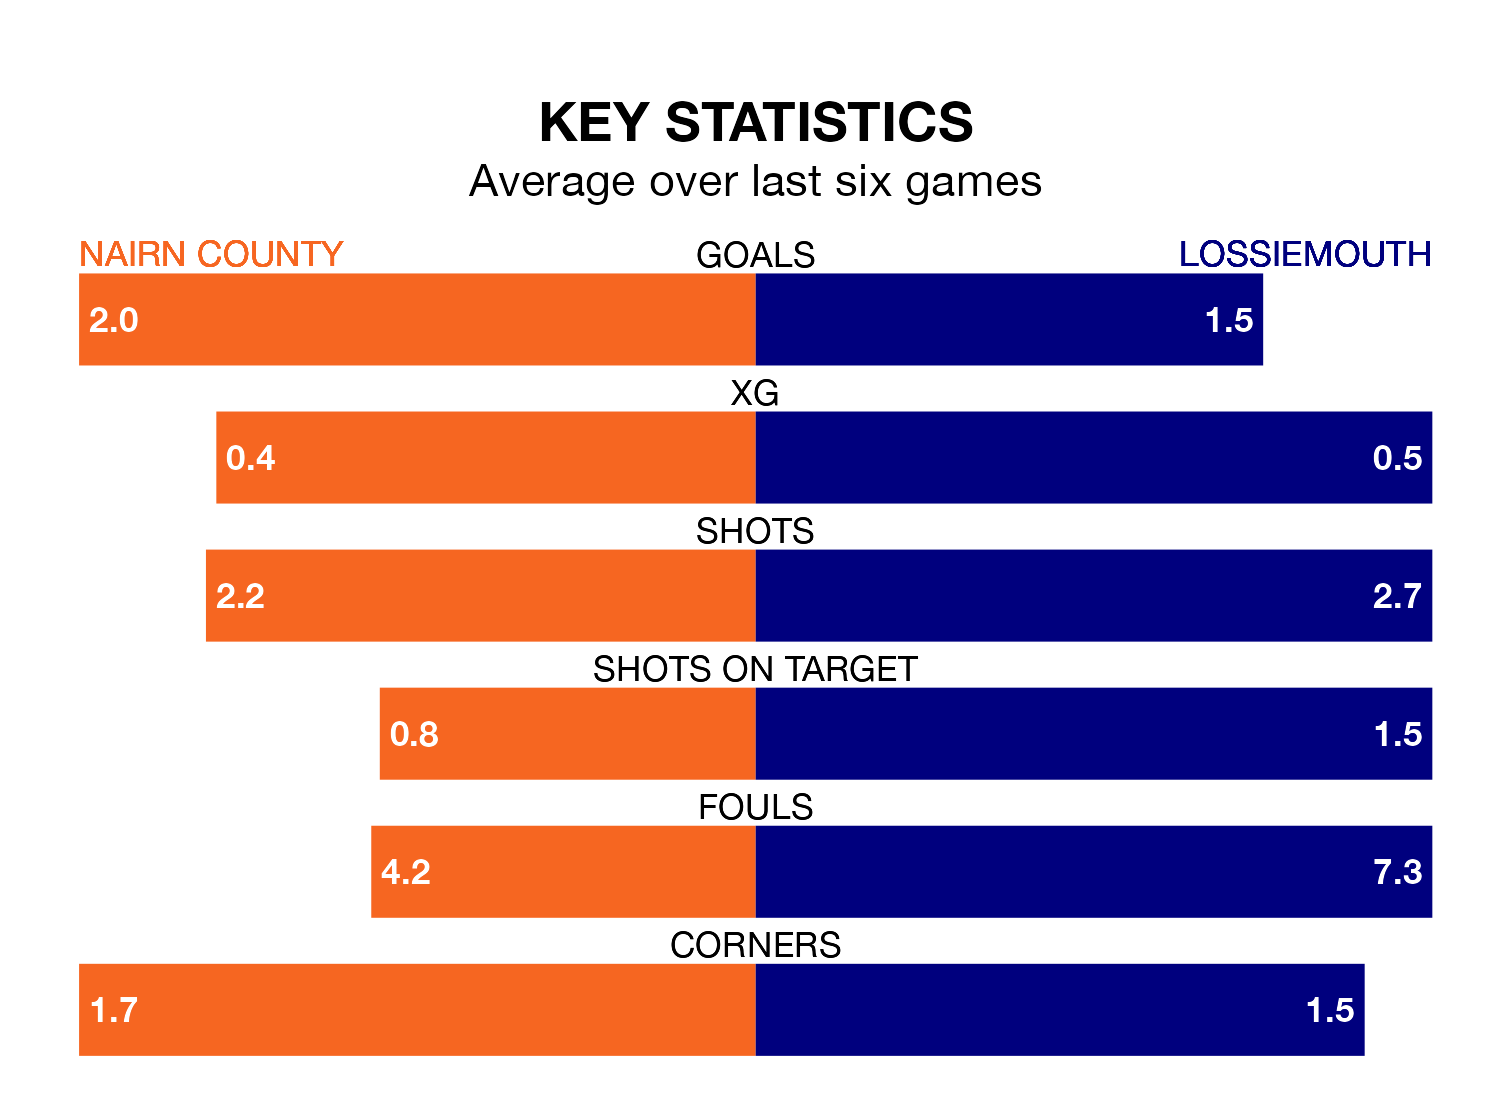 KEY STATISTICS
Average over last six games
NAIRN COUNTY GOALS LOSSIEMOUTH
2.0 1.5
XG
0.4 0.5
SHOTS
2.2 2.7
SHOTS ON TARGET
0.8 1.5
FOULS
4.2 7.3
CORNERS
1.7 1.5